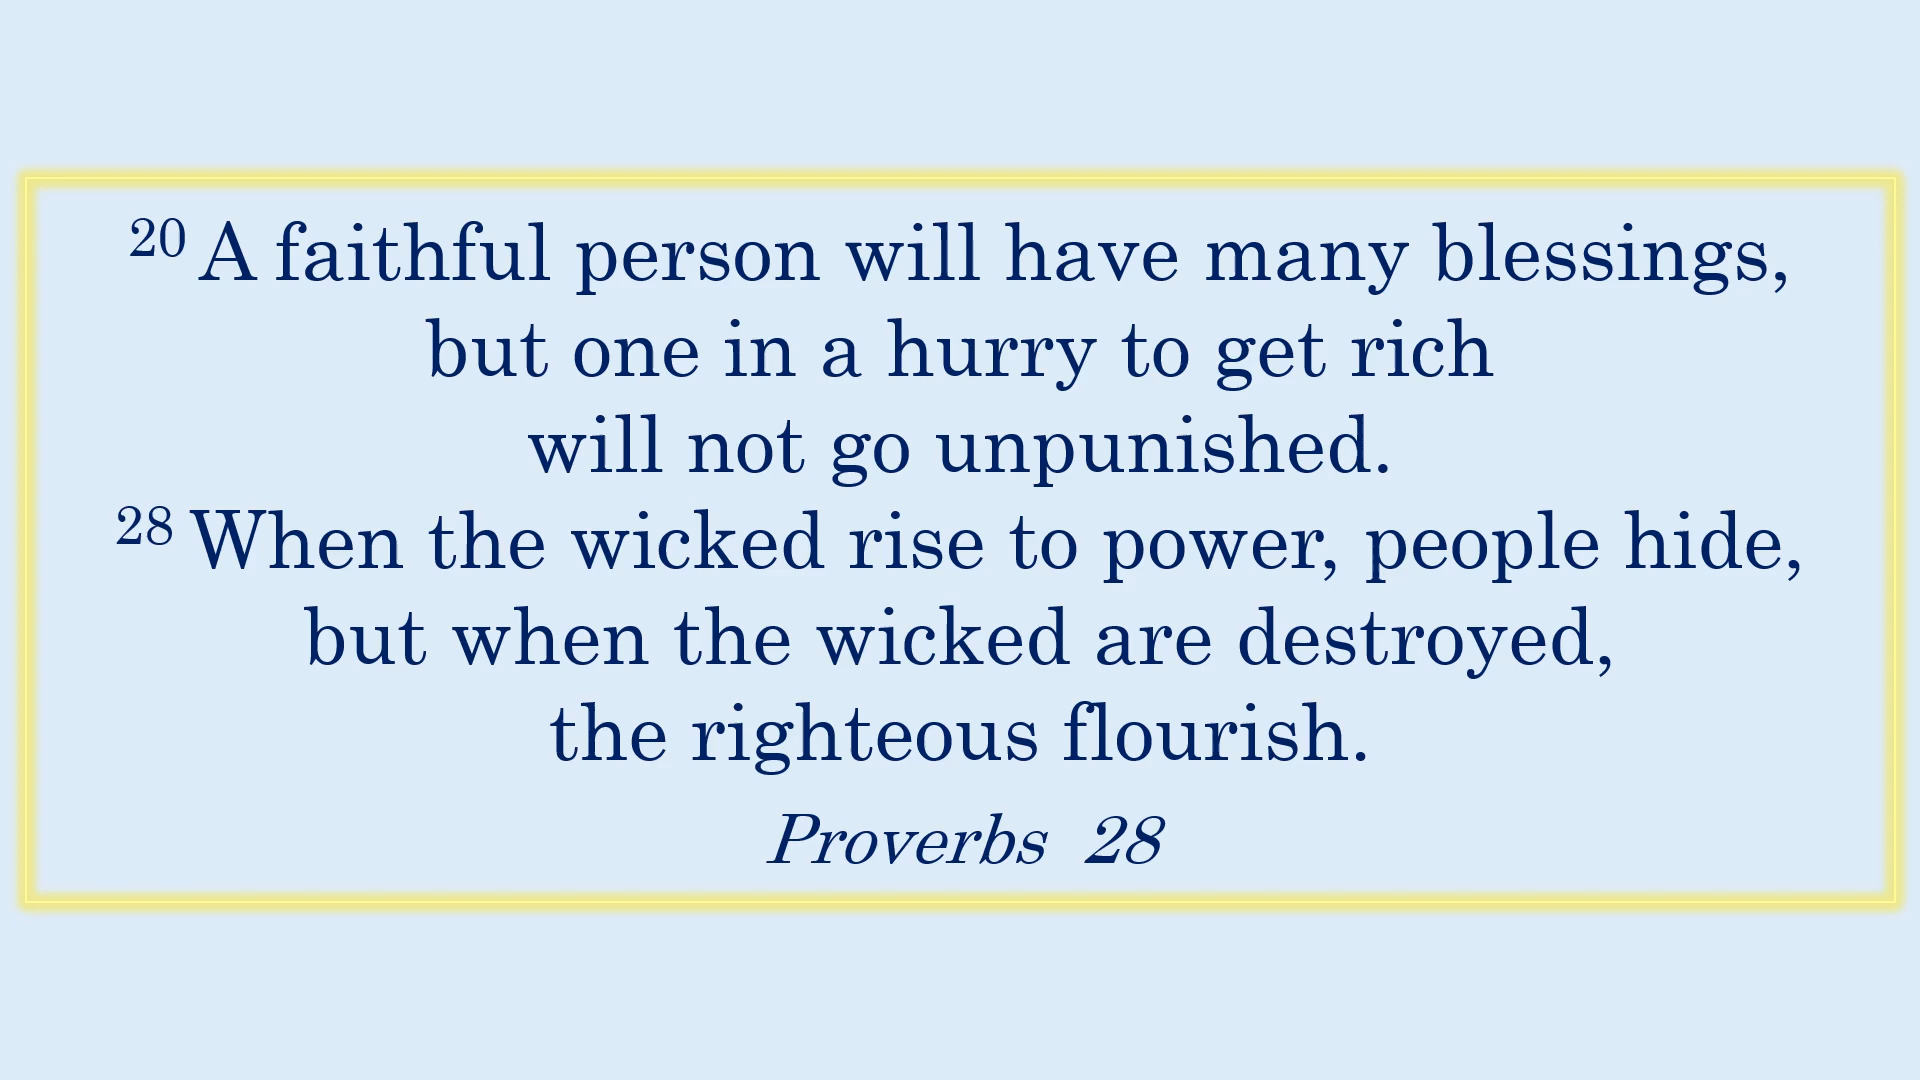 20 A faithful person will have many blessings,
but one in a hurry to get rich
will not go unpunished.
28 When the wicked rise to power, people hide,
but when the wicked are destroyed,
the righteous flourish.
Proverbs 28